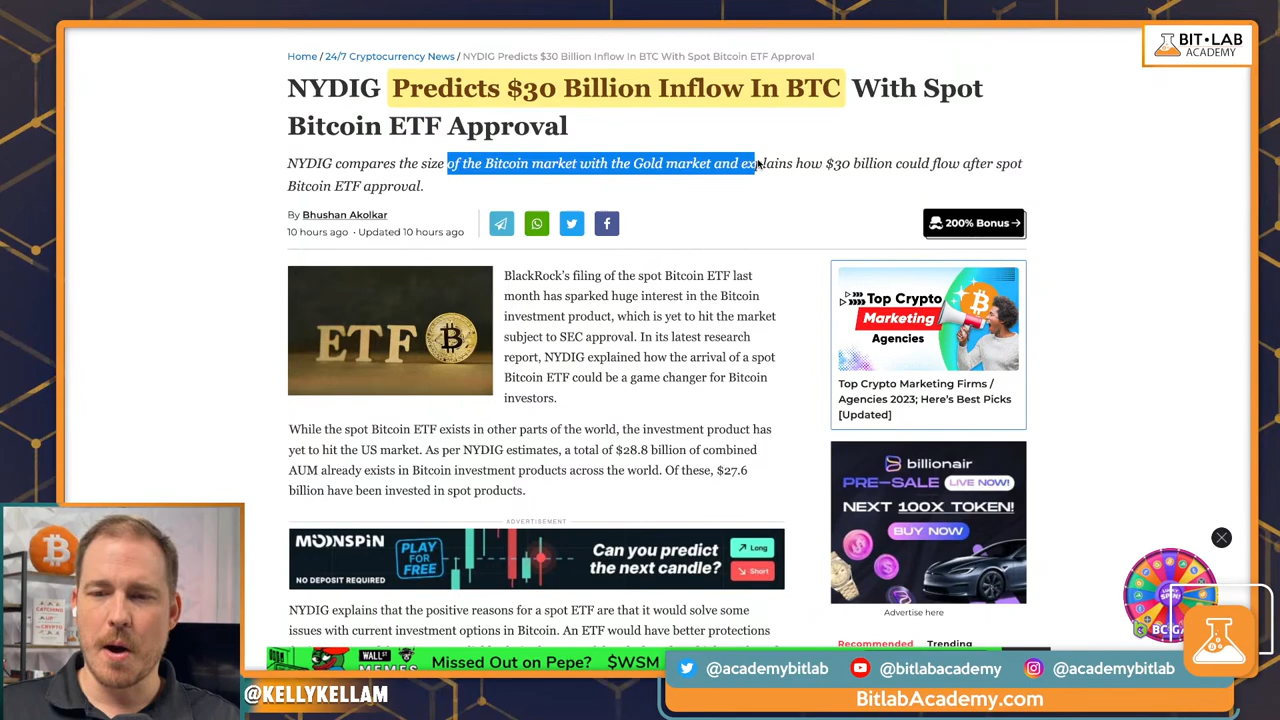 BIT•LAB
ACADEMY
Home / 24/7 Cryptocurrency News / NYDIG Predicts $30 Billion Inflow In BTC With Spot Bitcoin ETF Approval
NYDIG Predicts $30 Billion Inflow In BTC With Spot
Bitcoin ETF Approval
NYDIG compares the size of the Bitcoin market with the Gold market and explains how $30 billion could flow after spot
Bitcoin ETF approval.
By Bhushan Akolkar
10 hours ago • Updated 10 hours ago
200% Bonus →
ETF
BlackRock's filing of the spot Bitcoin ETF last
month has sparked huge interest in the Bitcoin
investment product, which is yet to hit the market
subject to SEC approval. In its latest research
report, NYDIG explained how the arrival of a spot
Bitcoin ETF could be a game changer for Bitcoin
investors.
While the spot Bitcoin ETF exists in other parts of the world, the investment product has
yet to hit the US market. As per NYDIG estimates, a total of $28.8 billion of combined
AUM already exists in Bitcoin investment products across the world. Of these, $27.6
billion have been invested in spot products.
ADVERTISEMENT
MOONSPIN
NO DEPOSIT REQUIRED
PLAY
FOR
FREE
Can you predict
the next candle?
Long
Short
NYDIG explains that the positive reasons for a spot ETF are that it would solve some
issues with current investment options in Bitcoin. An ETF would have better protections
Top Crypto
Marketing
Agencies
Top Crypto Marketing Firms /
Agencies 2023; Here's Best Picks
[Updated]
billionair
PRE-SALE LIVE NOW!
NEXT 100X TOKEN!
BUY NOW
Advertise here
Recommended Trending
SPIN
BC.GA
CATCHING
UP
CRYPTO
WALL ST
MEMES
Missed Out on Pepe? $WSM
@KELLYKELLAM
@academybitlab @bitlabacademy @academybitlab
BitlabAcademy.com